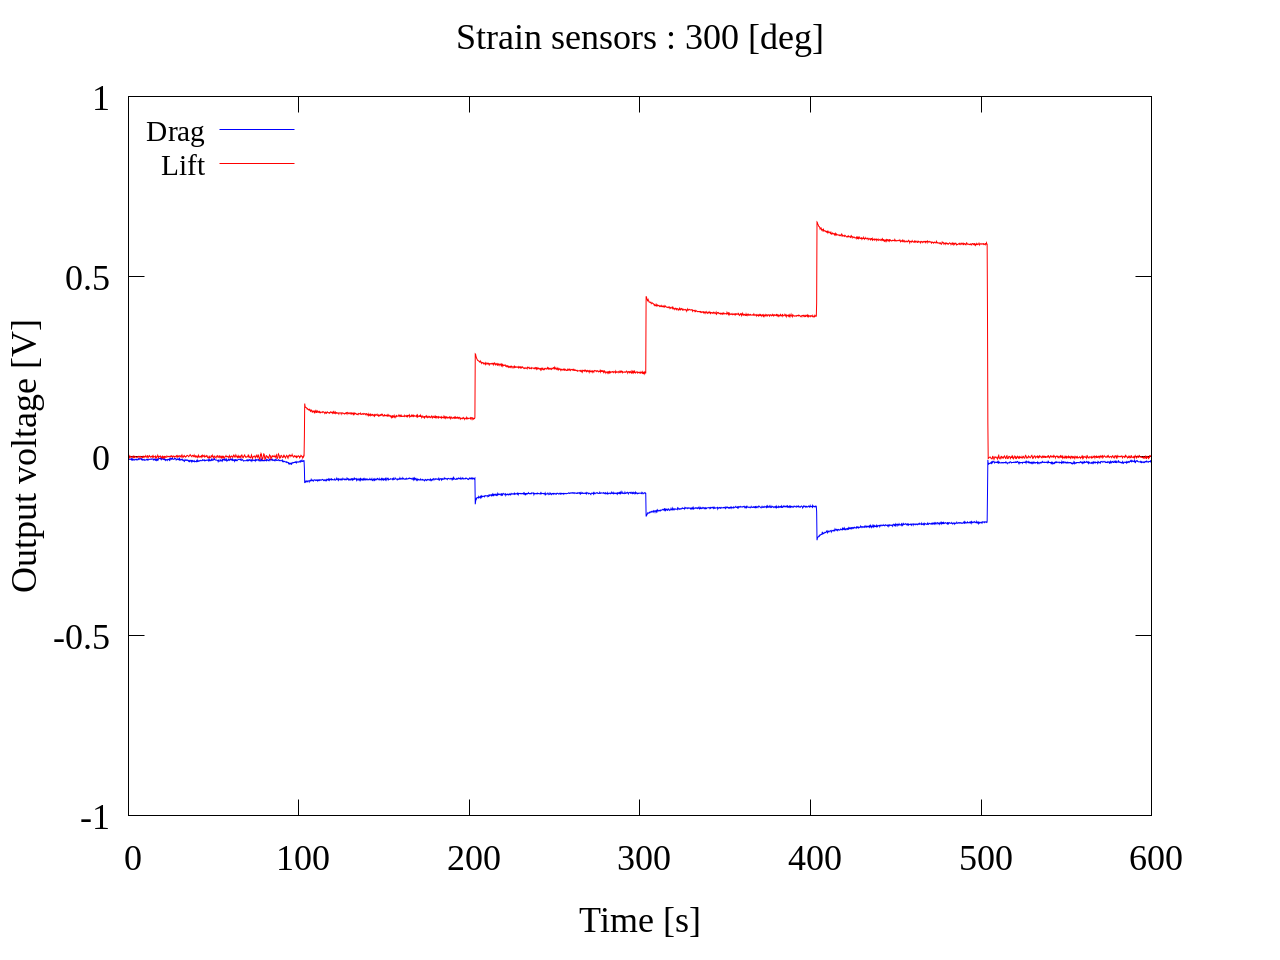 Strain sensors : 300 [deg]
Drag
Lift
1
0.5
0
-0.5
-1
Output voltage [V]
0 100 200 300 400 500 600
Time [s]